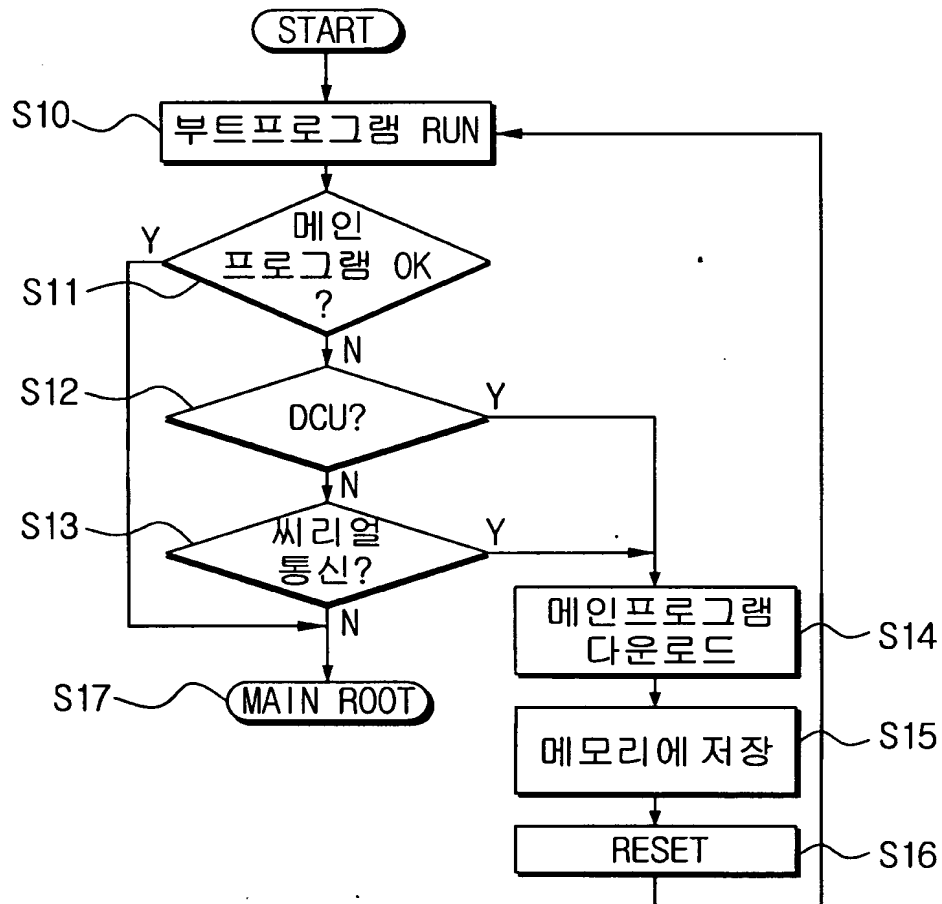 START
S10
부트프로그램 RUN
메인
프로그램 OK
?
Y
S11
N
S12
DCU?
Y
N
S13
씨리얼
통신?
Y
N
메인프로그램
다운로드
S14
S17
MAIN ROOT
메모리에 저장
S15
RESET
S16